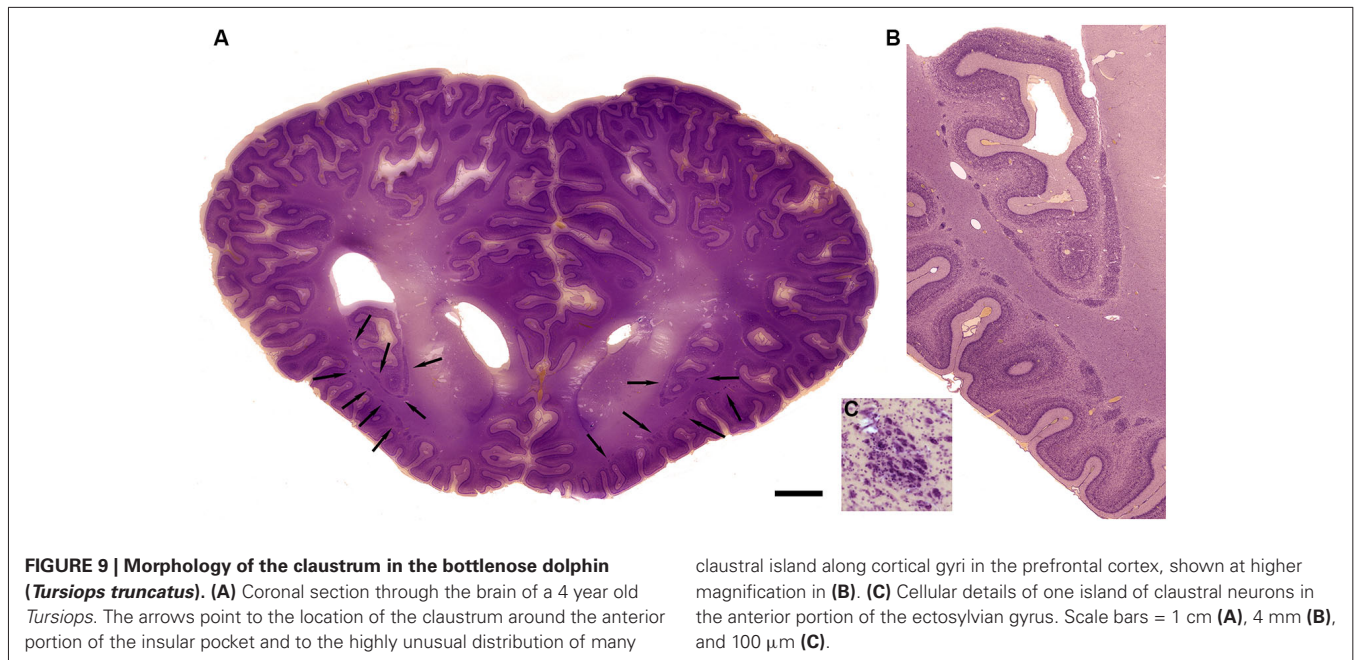 A
B
C
FIGURE 9 | Morphology of the claustrum in the bottlenose dolphin
(Tursiops truncatus). (A) Coronal section through the brain of a 4 year old
Tursiops. The arrows point to the location of the claustrum around the anterior
portion of the insular pocket and to the highly unusual distribution of many
claustral island along cortical gyri in the prefrontal cortex, shown at higher
magnification in (B). (C) Cellular details of one island of claustral neurons in
the anterior portion of the ectosylvian gyrus. Scale bars = 1 cm (A), 4 mm (B),
and 100 μm (C).